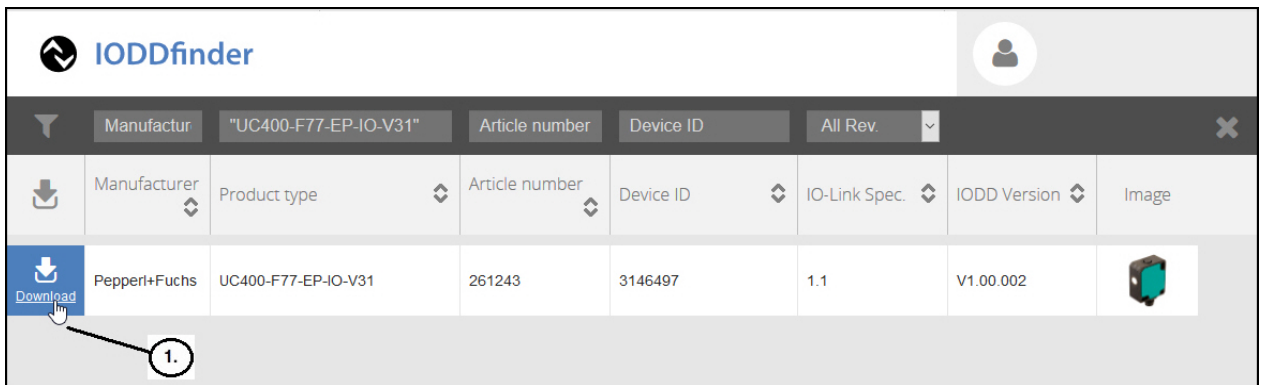 IODDfinder
Manufactur "UC400-F77-EP-IO-V31" Article number Device ID All Rev.
Manufacturer Product type Article number Device ID IO-Link Spec. IODD Version Image
Download Pepperl+Fuchs UC400-F77-EP-IO-V31 261243 3146497 1.1 V1.00.002
1.